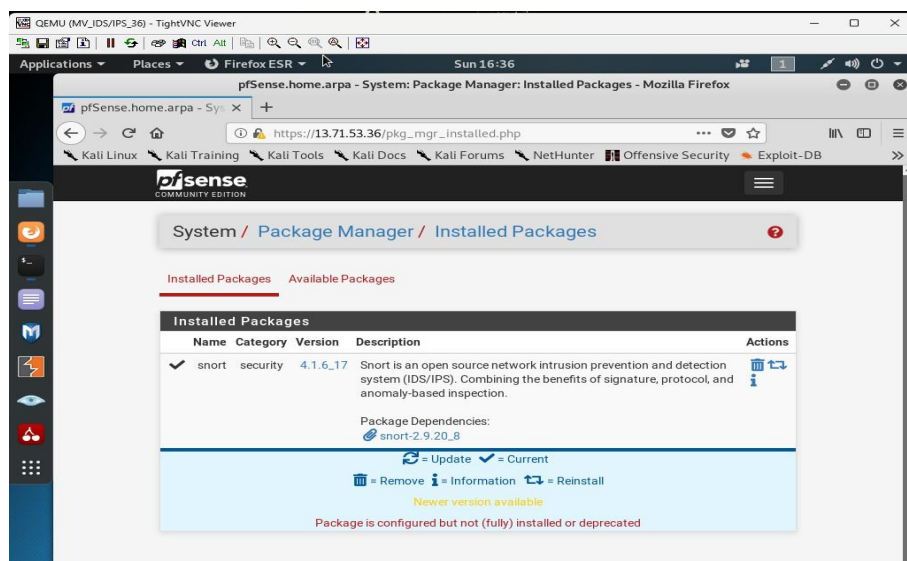 QEMU (MV_IDS/IPS_36) - TightVNC Viewer
Ctrl Alt
Applications Places Firefox ESR Sun 16:36 1
pfSense.home.arpa - System: Package Manager: Installed Packages - Mozilla Firefox
pfSense.home.arpa - Sys × +
https://13.71.53.36/pkg_mgr_installed.php
Kali Linux Kali Training Kali Tools Kali Docs Kali Forums NetHunter Offensive Security Exploit-DB
pfsense
COMMUNITY EDITION
System / Package Manager / Installed Packages
Installed Packages Available Packages
Installed Packages
Name Category Version Description Actions
snort security 4.1.6_17 Snort is an open source network intrusion prevention and detection
system (IDS/IPS). Combining the benefits of signature, protocol, and
anomaly-based inspection.
Package Dependencies:
snort-2.9.20_8
= Update = Current
= Remove = Information = Reinstall
Newer version available
Package is configured but not (fully) installed or deprecated